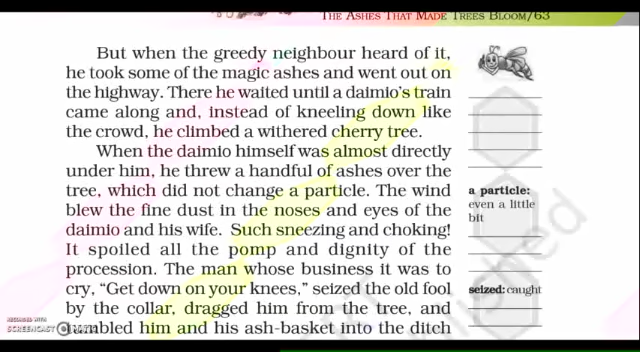 THE ASHES THAT MADE TREES BLOOM/63
But when the greedy neighbour heard of it,
he took some of the magic ashes and went out on
the highway. There he waited until a daimio's train
came along and, instead of kneeling down like
the crowd, he climbed a withered cherry tree.
When the daimio himself was almost directly
under him, he threw a handful of ashes over the
tree, which did not change a particle. The wind
blew the fine dust in the noses and eyes of the
daimio and his wife. Such sneezing and choking!
It spoiled all the pomp and dignity of the
procession. The man whose business it was to
cry, “Get down on your knees,” seized the old fool
by the collar, dragged him from the tree, and
him and his ash-basket into the ditch
a particle:
even a little
bit
seized: caught
RECORDED WITH
SCREENCAST